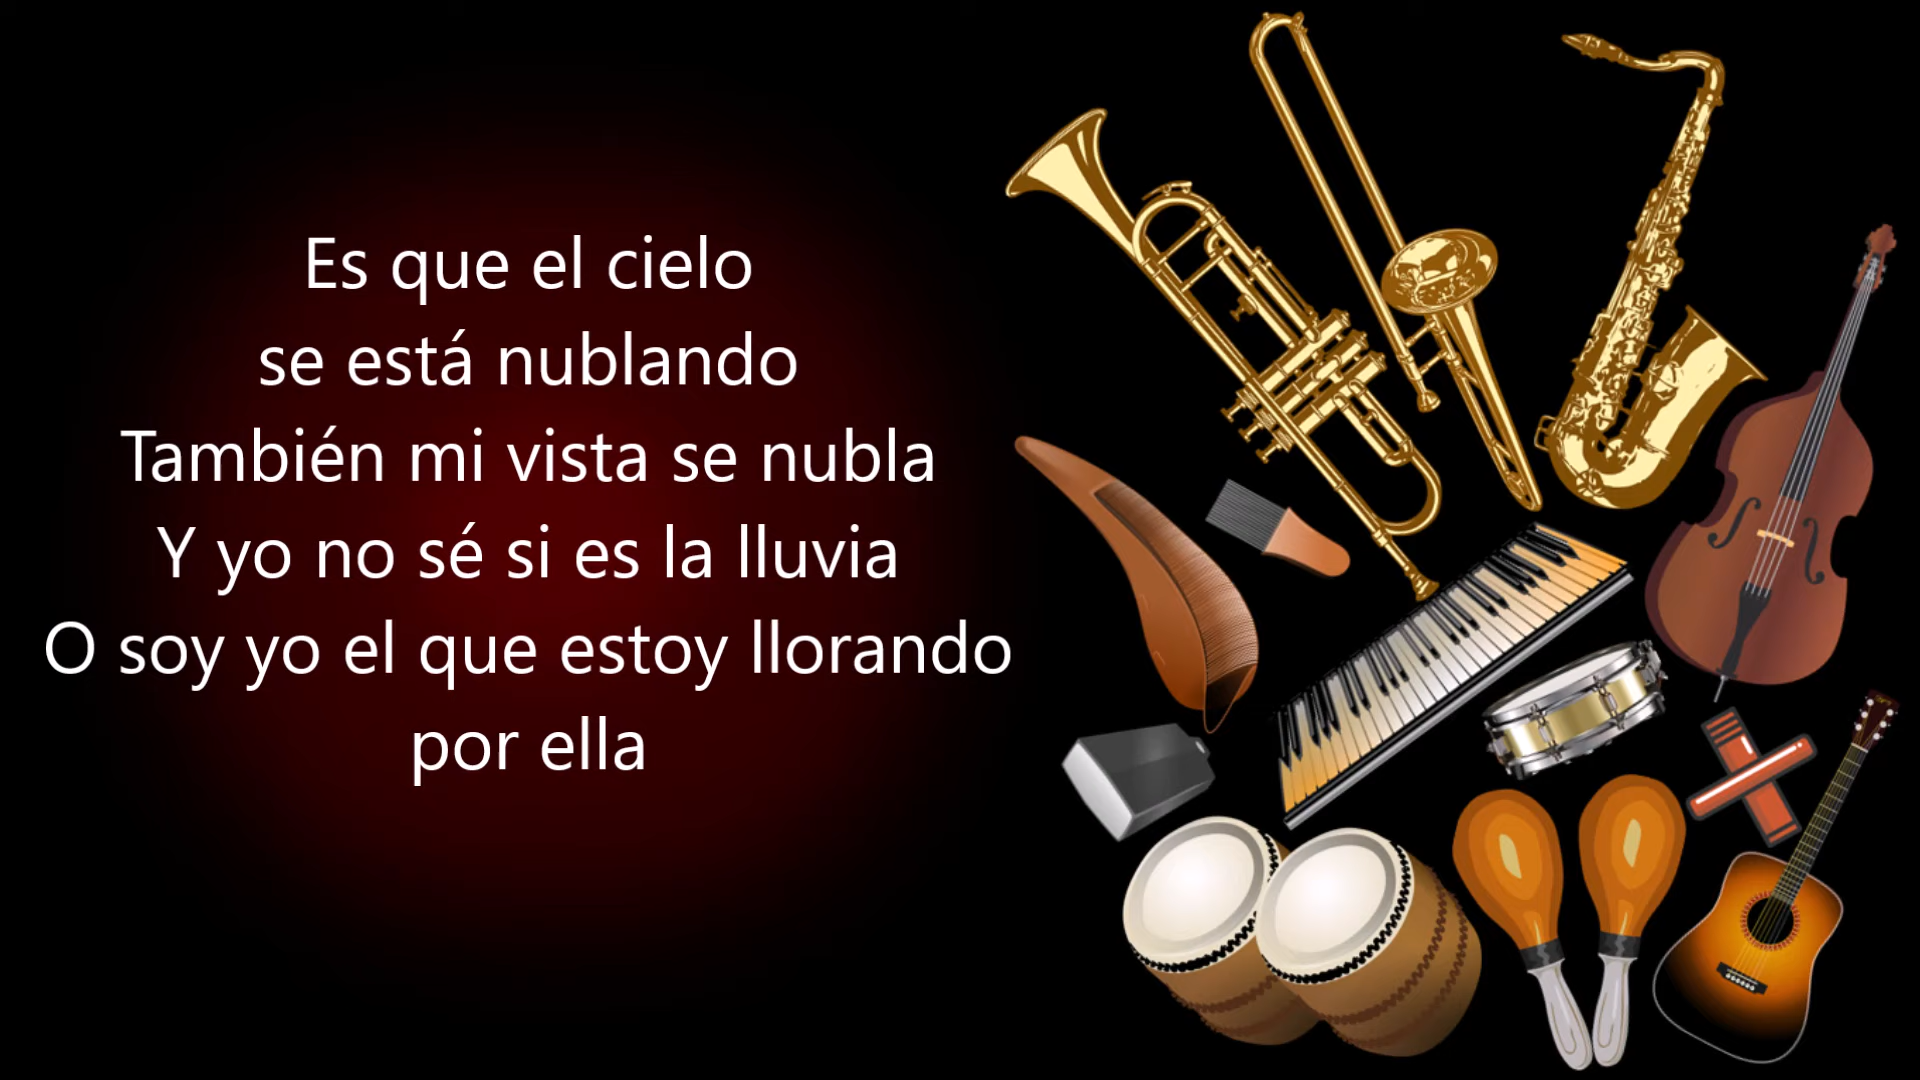 Es que el cielo
se está nublando
También mi vista se nubla
Y yo no sé si es la lluvia
O soy yo el que estoy llorando
por ella